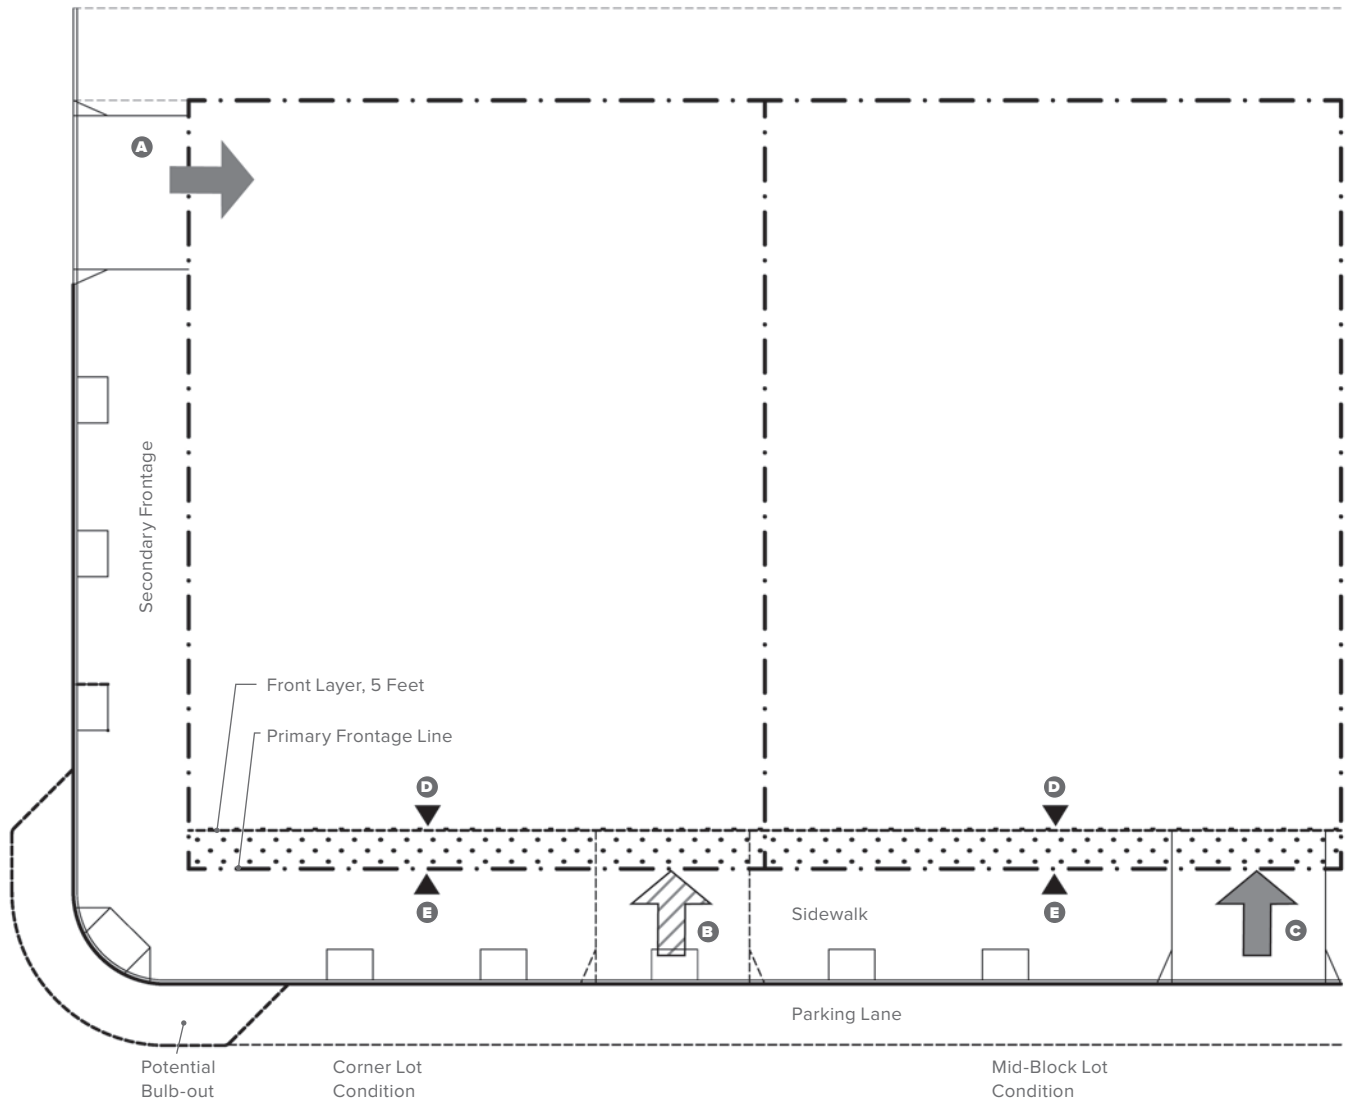 A
Secondary Frontage
Front Layer, 5 Feet
Primary Frontage Line
D
D
E
E
Sidewalk
B
C
Parking Lane
Potential
Bulb-out
Corner Lot
Condition
Mid-Block Lot
Condition